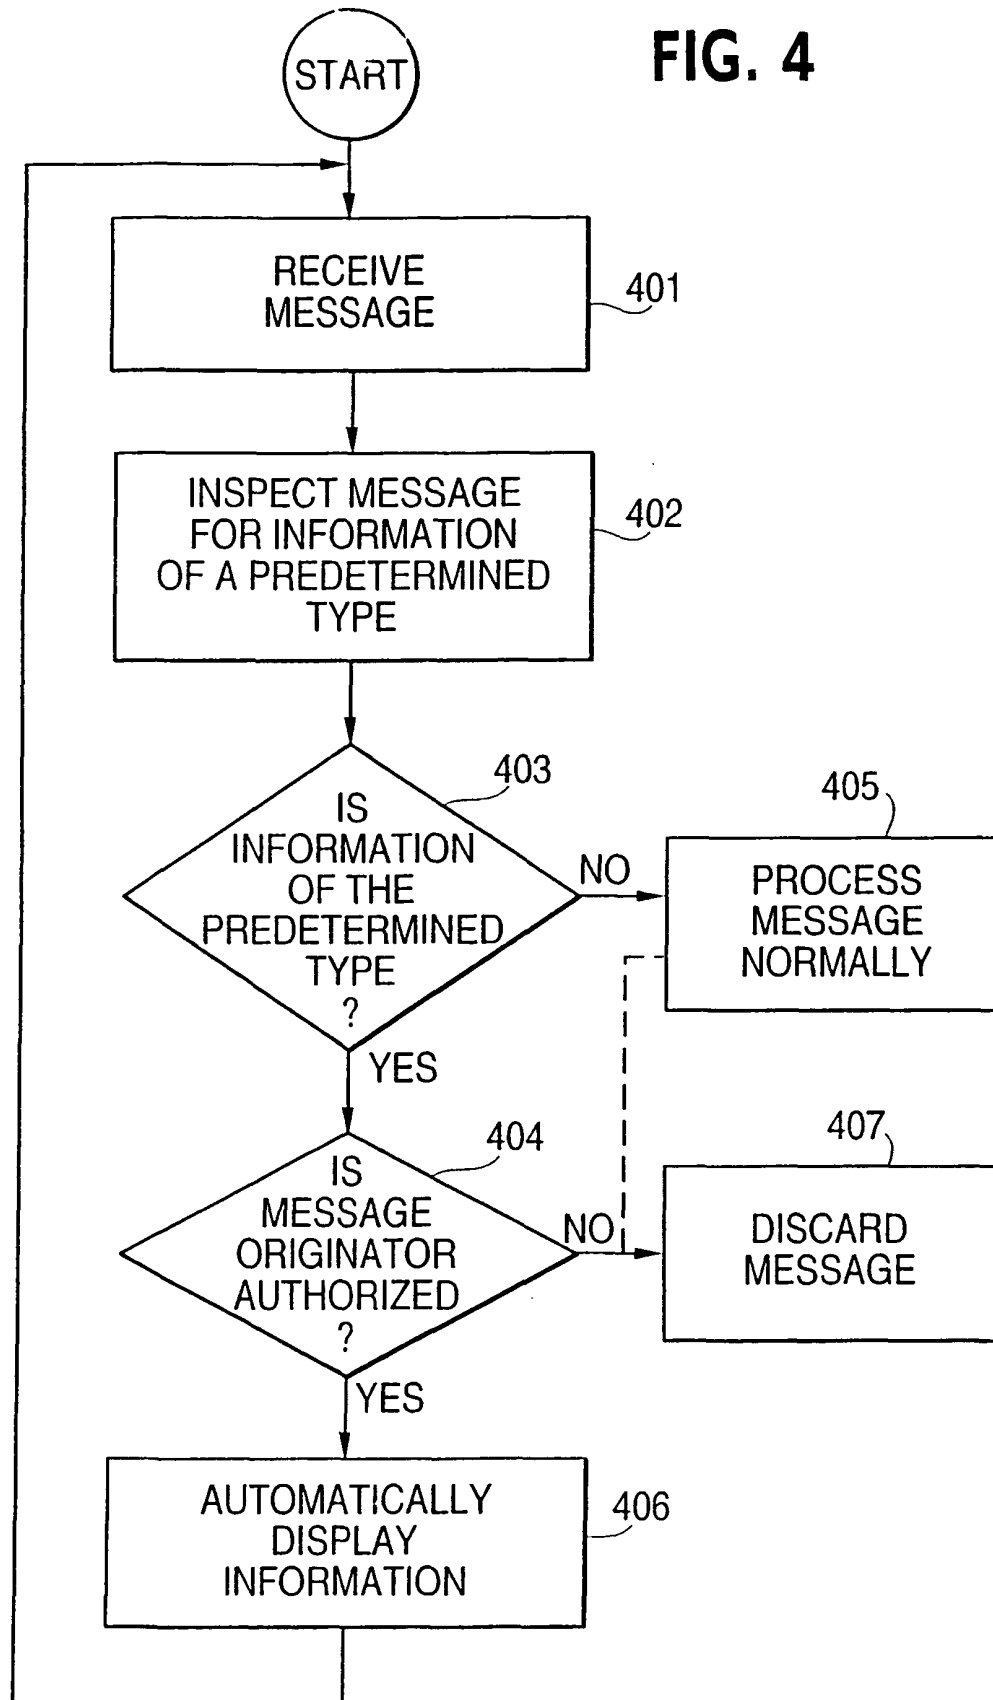 FIG. 4
START
RECEIVE
MESSAGE
401
INSPECT MESSAGE
FOR INFORMATION
OF A PREDETERMINED
TYPE
402
403
IS
INFORMATION
OF THE
PREDETERMINED
TYPE
?
NO
YES
405
PROCESS
MESSAGE
NORMALLY
404
IS
MESSAGE
ORIGINATOR
AUTHORIZED
?
NO
YES
407
DISCARD
MESSAGE
AUTOMATICALLY
DISPLAY
INFORMATION
406